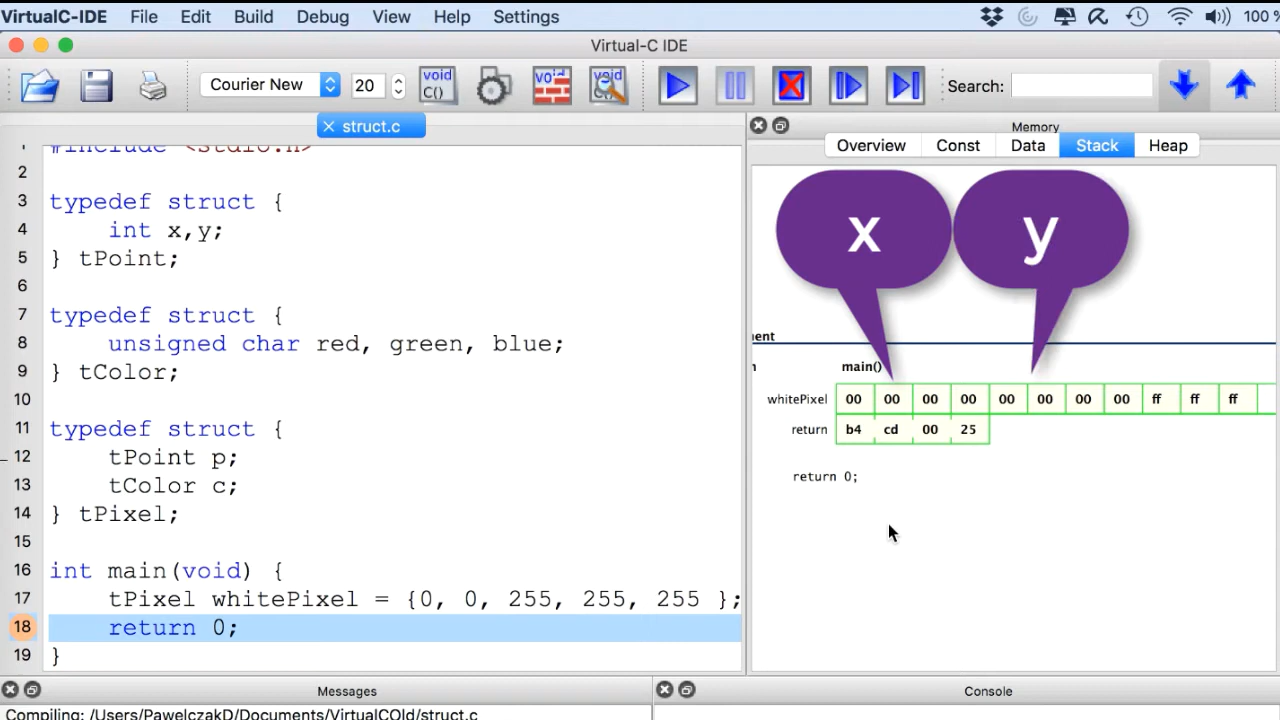 VirtualC-IDE File Edit Build Debug View Help Settings 100 %
Virtual-C IDE
Courier New 20 void C() void void C() Search:
struct.c
Memory
Overview Const Data Stack Heap
1 #include <stdio.h>
2
3 typedef struct {
4 int x,y;
5 } tPoint;
6
7 typedef struct {
8 unsigned char red, green, blue;
9 } tColor;
10
11 typedef struct {
12 tPoint p;
13 tColor c;
14 } tPixel;
15
16 int main(void) {
17 tPixel whitePixel = {0, 0, 255, 255, 255 };
18 return 0;
19 }
x y
main()
whitePixel 00 00 00 00 00 00 00 00 ff ff ff
return b4 cd 00 25
return 0;
Messages
Console
Compiling: /Users/PawelczakD/Documents/VirtualCOld/struct.c